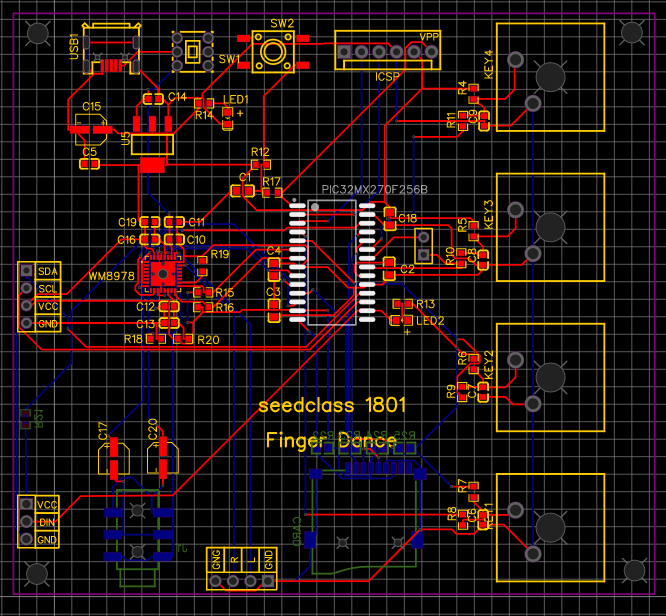 SW2
VPP
USB1
SW1
ICSP
KEY4
C14
LED1
R4
C15
R14
+
R11
C9
U5
C5
R12
C1
R17
PIC32MX270F256B
KEY3
C19
C11
C18
R5
C16
C10
R19
C4
R10
C8
SDA
WM8978
C2
SCL
R15
C3
VCC
C12
R16
R13
GND
C13
LED2
R18
R20
+
R6
KEY2
R9
C7
seedclass 1801
R21
C17
C20
Finger Dance
R7
VCC
R8
C6
KEY1
DIN
CARD
GND
GNG
R
L
GND